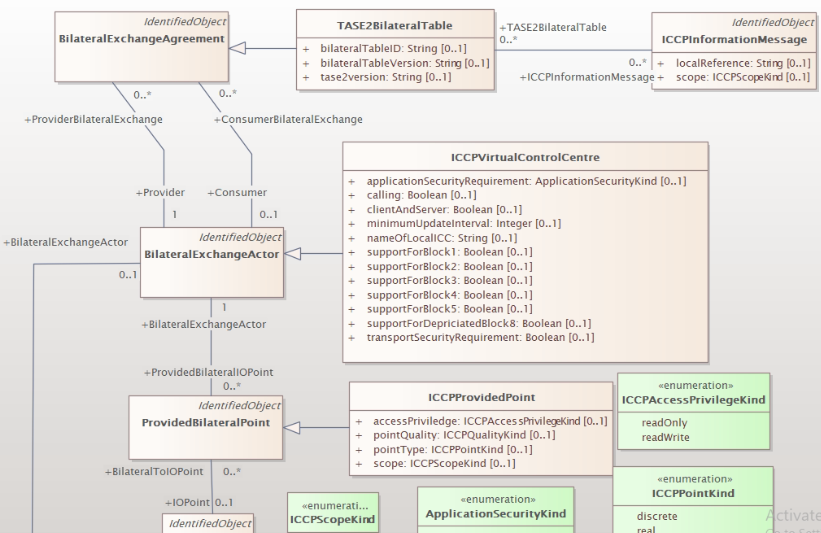 IdentifiedObject
BilateralExchangeAgreement
TASE2BilateralTable
+ bilateralTableID: String [0..1]
+ bilateralTableVersion: String [0..1]
+ tase2version: String [0..1]
+TASE2BilateralTable
0..*
0..*
+ICCPInformationMessage
IdentifiedObject
ICCPInformationMessage
+ localReference: String [0..1]
+ scope: ICCPScopeKind [0..1]
0..*
0..*
+ProviderBilateralExchange
+ConsumerBilateralExchange
+Provider
+Consumer
1
0..1
ICCPVirtualControlCentre
+ applicationSecurityRequirement: ApplicationSecurityKind [0..1]
+ calling: Boolean [0..1]
+ clientAndServer: Boolean [0..1]
+ minimumUpdateInterval: Integer [0..1]
+ nameOfLocalICC: String [0..1]
+ supportForBlock1: Boolean [0..1]
+ supportForBlock2: Boolean [0..1]
+ supportForBlock3: Boolean [0..1]
+ supportForBlock4: Boolean [0..1]
+ supportForBlock5: Boolean [0..1]
+ supportForDepriciatedBlock8: Boolean [0..1]
+ transportSecurityRequirement: Boolean [0..1]
+BilateralExchangeActor
0..1
IdentifiedObject
BilateralExchangeActor
1
+BilateralExchangeActor
+ProvidedBilateralIOPoint
0..*
IdentifiedObject
ProvidedBilateralPoint
ICCPProvidedPoint
+ accessPriviledge: ICCPAccessPrivilegeKind [0..1]
+ pointQuality: ICCPQualityKind [0..1]
+ pointType: ICCPPointKind [0..1]
+ scope: ICCPScopeKind [0..1]
«enumeration»
ICCPAccessPrivilegeKind
readOnly
readWrite
+BilateralToIOPoint
0..*
+IOPoint
0..1
IdentifiedObject
«enumerati...
ICCPScopeKind
«enumeration»
ApplicationSecurityKind
«enumeration»
ICCPPointKind
discrete
real
Activate